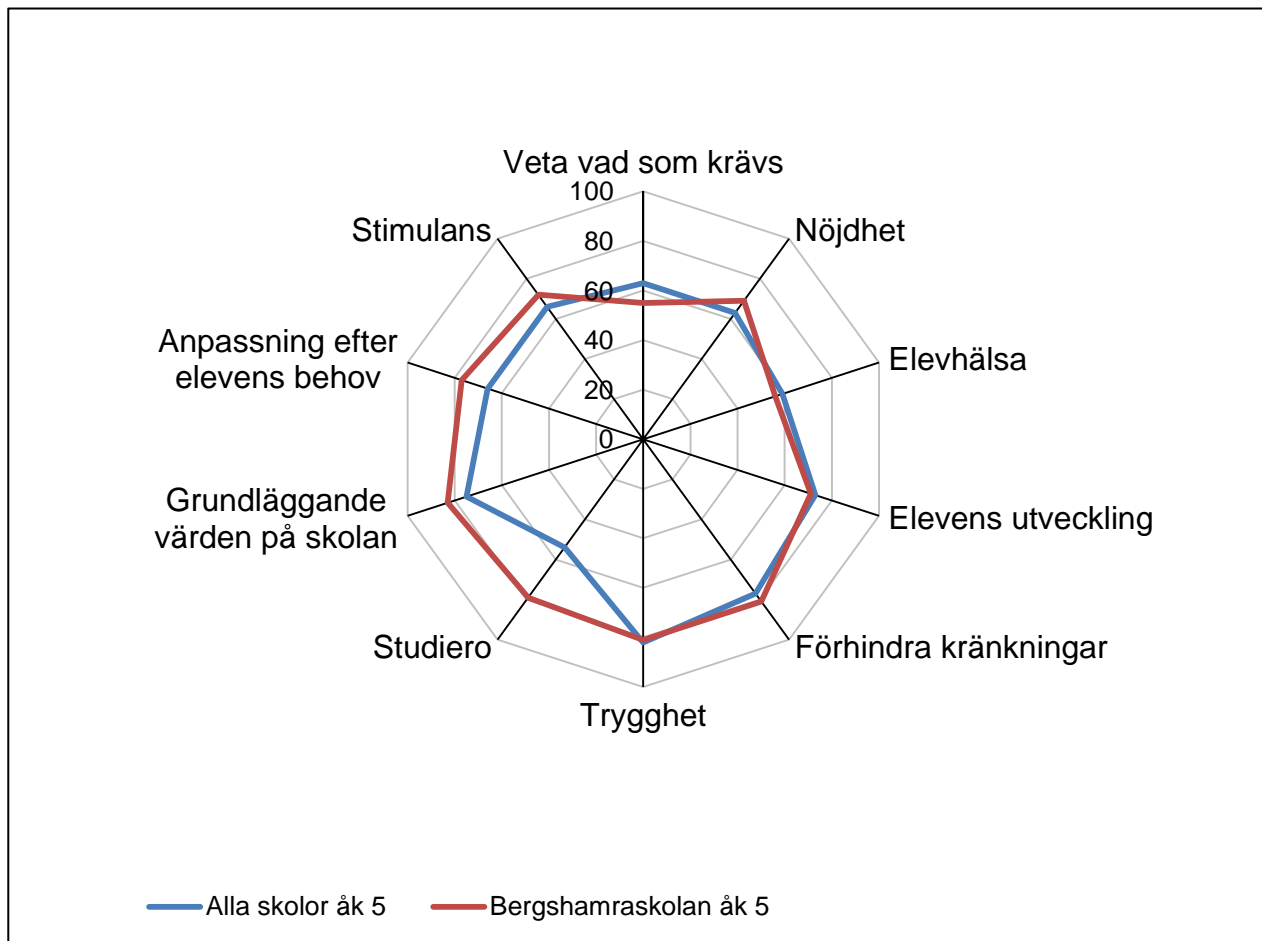 Veta vad som krävs
100
Stimulans
Nöjdhet
80
60
Anpassning efter
elevens behov
Elevhälsa
40
20
0
Grundläggande
värden på skolan
Elevens utveckling
Studiero
Förhindra kränkningar
Trygghet
Alla skolor åk 5
Bergshamraskolan åk 5